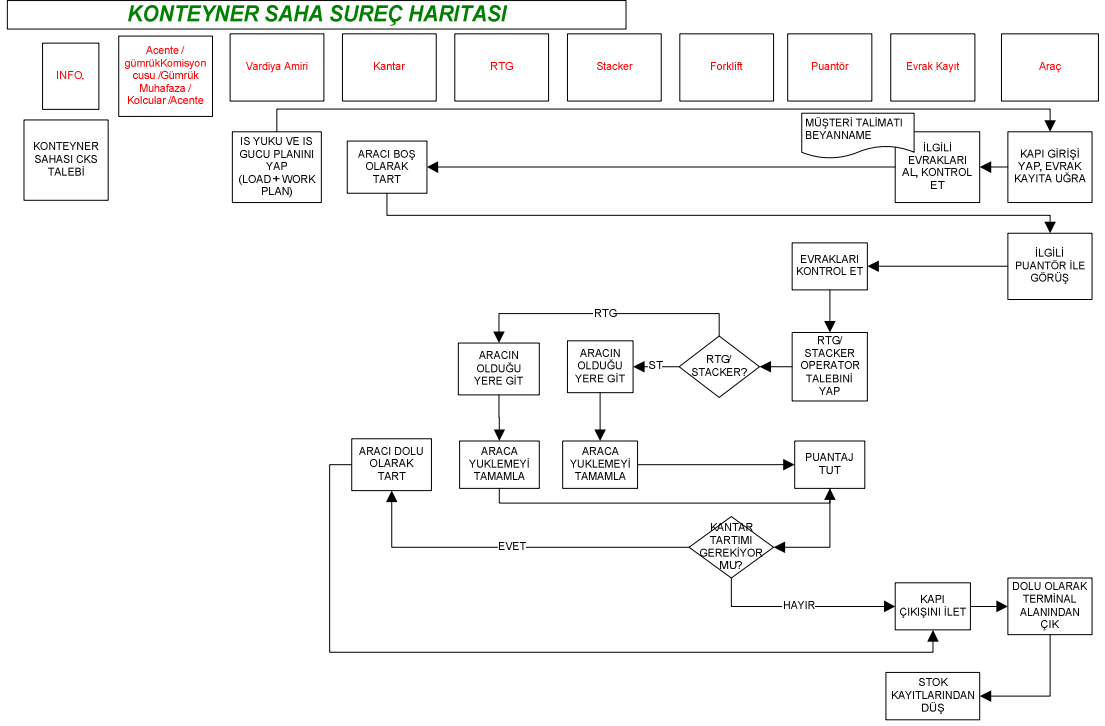 KONTEYNER SAHA SUREÇ HARITASI
INFO.
Acente /
gümrükKomisyon
cusu /Gümrük
Muhafaza /
Kolcular /Acente
Vardiya Amiri
Kantar
RTG
Stacker
Forklift
Puantör
Evrak Kayıt
Araç
KONTEYNER
SAHASI CKS
TALEBİ
IS YUKU VE IS
GUCU PLANINI
YAP
(LOAD+WORK
PLAN)
ARACI BOŞ
OLARAK
TART
MÜŞTERİ TALIMATI
BEYANNAME
İLGİLİ
EVRAKLARI
AL, KONTROL
ET
KAPI GİRİŞİ
YAP, EVRAK
KAYITA UĞRA
İLGİLİ
PUANTÖR İLE
GÖRÜŞ
EVRAKLARI
KONTROL ET
RTG
ARACIN
OLDUĞU
YERE GİT
ARACIN
OLDUĞU
YERE GİT
ST
RTG/
STACKER?
RTG/
STACKER
OPERATOR
TALEBİNİ
YAP
ARACI DOLU
OLARAK
TART
ARACA
YUKLEMEYİ
TAMAMLA
ARACA
YUKLEMEYİ
TAMAMLA
PUANTAJ
TUT
EVET
KANTAR
TARTIMI
GEREKİYOR
MU?
HAYIR
KAPI
ÇIKIŞINI İLET
DOLU OLARAK
TERMİNAL
ALANINDAN
ÇIK
STOK
KAYITLARINDAN
DÜŞ